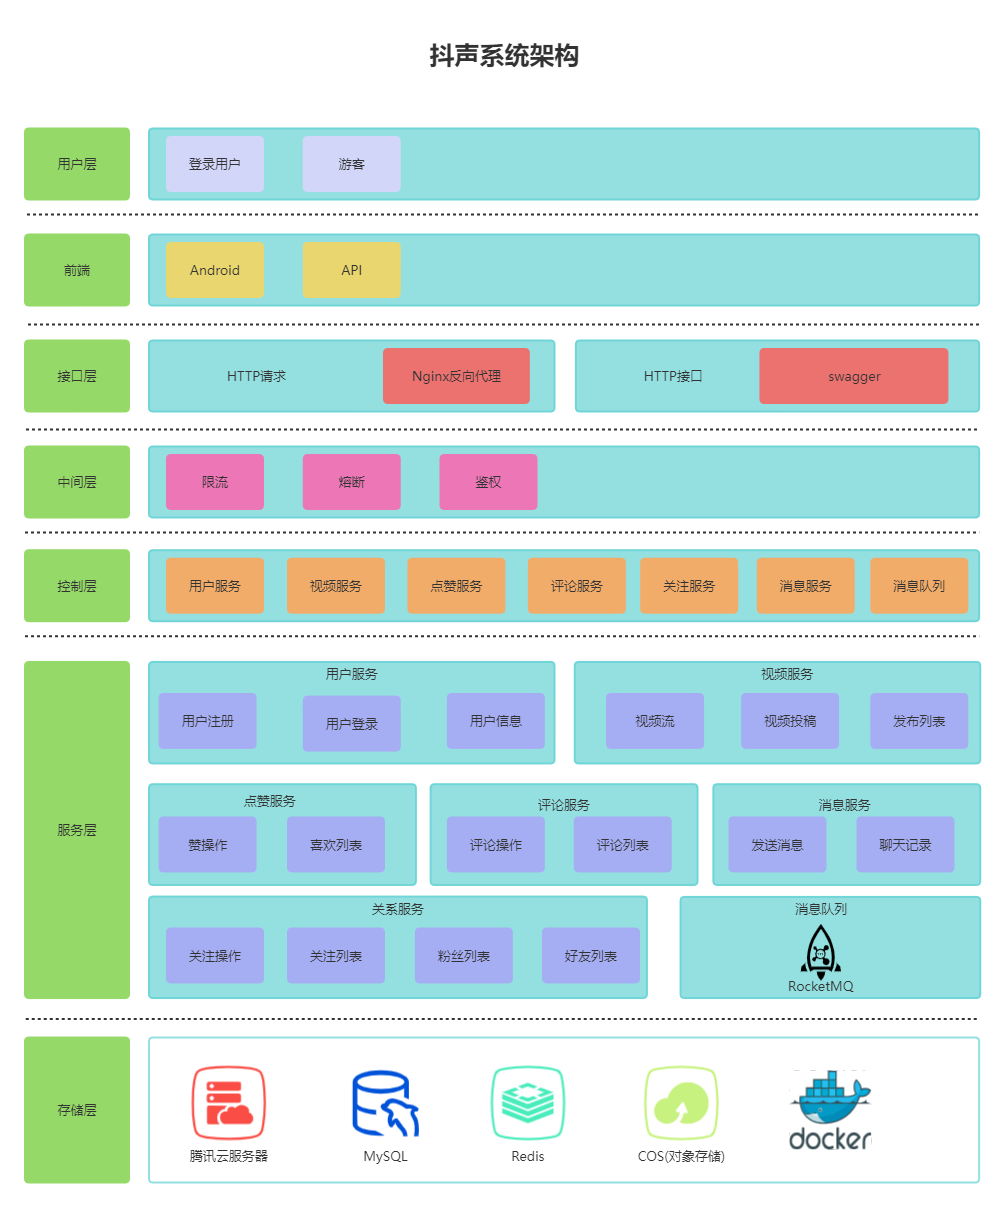 抖声系统架构
用户层
登录用户
游客
前端
Android
API
接口层
HTTP请求
Nginx反向代理
HTTP接口
swagger
中间层
限流
熔断
鉴权
控制层
用户服务
视频服务
点赞服务
评论服务
关注服务
消息服务
消息队列
服务层
用户服务
用户注册
用户登录
用户信息
视频服务
视频流
视频投稿
发布列表
点赞服务
赞操作
喜欢列表
评论服务
评论操作
评论列表
消息服务
发送消息
聊天记录
关系服务
关注操作
关注列表
粉丝列表
好友列表
消息队列
RocketMQ
存储层
腾讯云服务器
MySQL
Redis
COS(对象存储)
docker